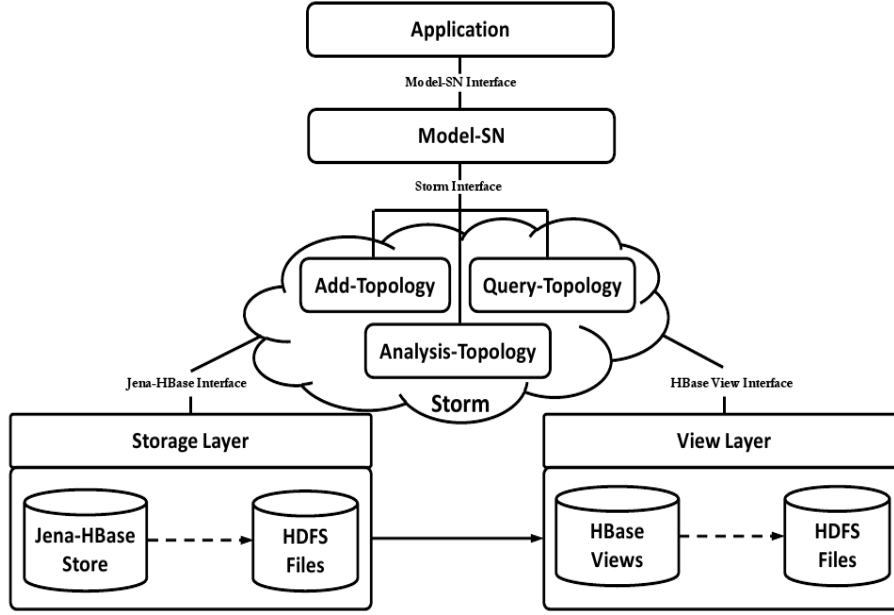 Application
Model-SN Interface
Model-SN
Storm Interface
Add-Topology
Query-Topology
Analysis-Topology
Storm
Jena-HBase Interface
HBase View Interface
Storage Layer
View Layer
Jena-HBase
Store
HDFS
Files
HBase
Views
HDFS
Files